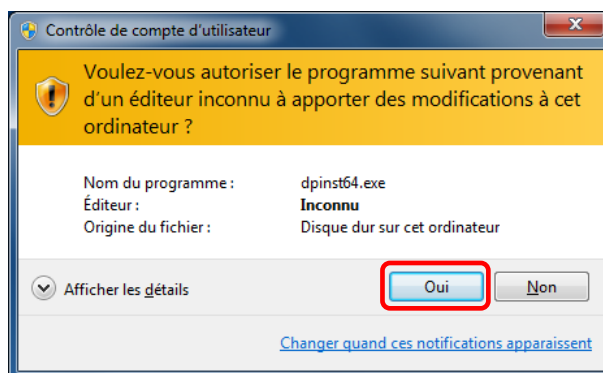 Contrôle de compte d'utilisateur
Voulez-vous autoriser le programme suivant provenant
d'un éditeur inconnu à apporter des modifications à cet
ordinateur ?
Nom du programme : dpinst64.exe
Éditeur : Inconnu
Origine du fichier : Disque dur sur cet ordinateur
Afficher les détails Oui Non
Changer quand ces notifications apparaissent